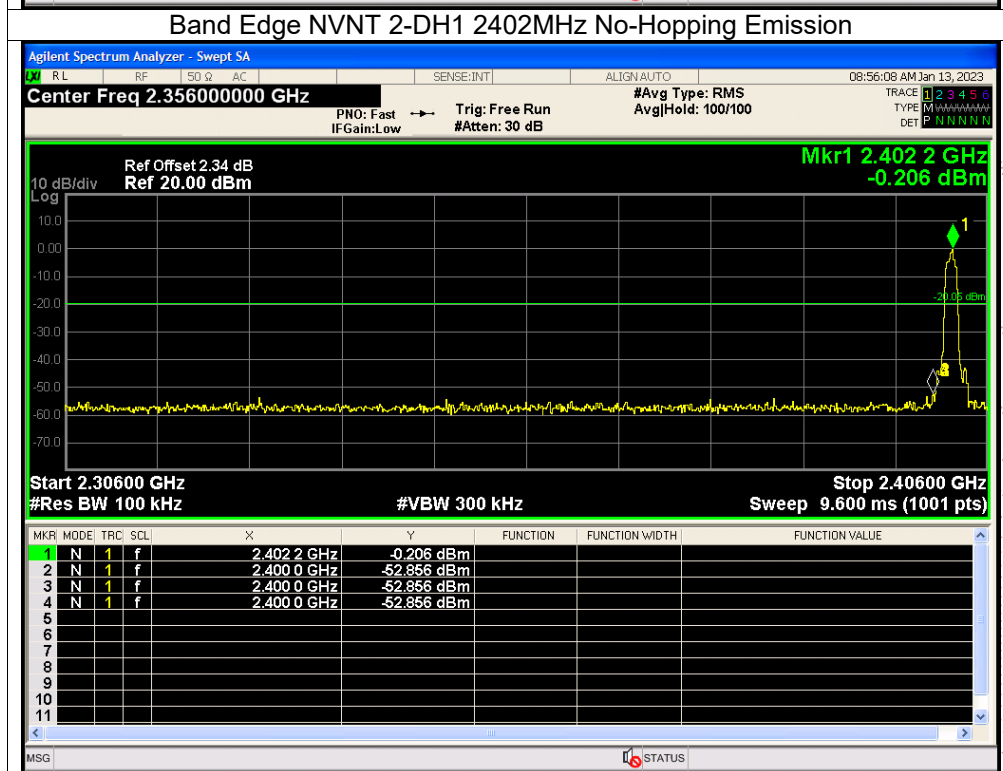 Band Edge NVNT 2-DH1 2402MHz No-Hopping Emission
Agilent Spectrum Analyzer - Swept SA
LXI RL RF 50 Ω AC SENSE:INT ALIGN AUTO 08:56:08 AM Jan 13, 2023
Center Freq 2.356000000 GHz #Avg Type: RMS TRACE 1 2 3 4 5 6
PNO: Fast Trig: Free Run Avg|Hold: 100/100 TYPE M WWWWW
IFGain:Low #Atten: 30 dB DET P N N N N N
Mkr1 2.402 2 GHz
Ref Offset 2.34 dB
10 dB/div Ref 20.00 dBm -0.206 dBm
Log
10.0
1
0.00
-10.0
-20.05 dBm
-20.0
-30.0
-40.0
-50.0
-60.0
-70.0
Start 2.30600 GHz Stop 2.40600 GHz
#Res BW 100 kHz #VBW 300 kHz Sweep 9.600 ms (1001 pts)
MKR MODE TRC SCL X Y FUNCTION FUNCTION WIDTH FUNCTION VALUE
1 N 1 f 2.402 2 GHz -0.206 dBm
2 N 1 f 2.400 0 GHz -52.856 dBm
3 N 1 f 2.400 0 GHz -52.856 dBm
4 N 1 f 2.400 0 GHz -52.856 dBm
5
6
7
8
9
10
11
MSG STATUS